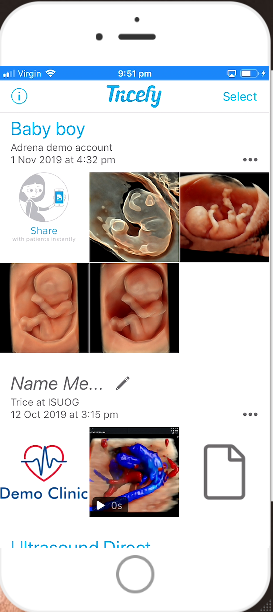 Virgin
9:51 pm
Tricefy
Select
Baby boy
Adrena demo account
1 Nov 2019 at 4:32 pm
Share
with patients instantly
Name Me...
Trice at ISUOG
12 Oct 2019 at 3:15 pm
Demo Clinic
0s
Ultrasound Direct